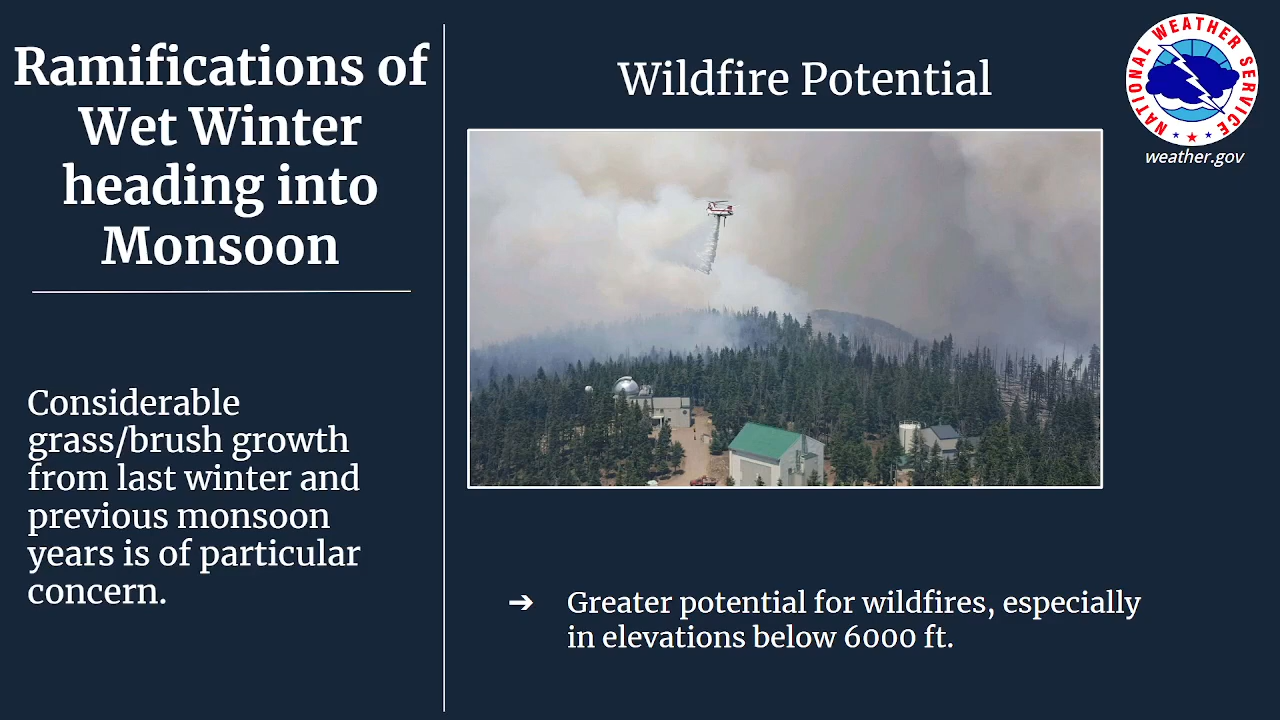 Ramifications of
Wet Winter
heading into
Monsoon
Considerable
grass/brush growth
from last winter and
previous monsoon
years is of particular
concern.
Wildfire Potential
NATIONAL WEATHER SERVICE
weather.gov
➔ Greater potential for wildfires, especially
in elevations below 6000 ft.